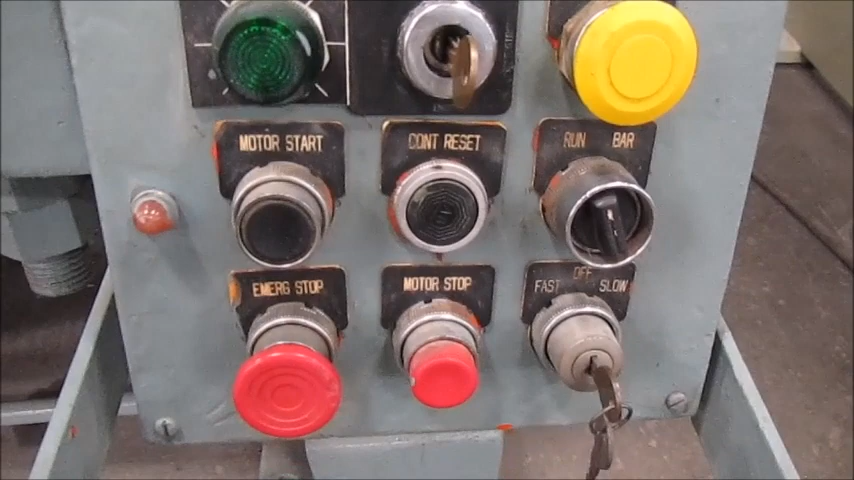 MOTOR START
CONT RESET
RUN BAR
EMERG STOP
MOTOR STOP
OFF
FAST SLOW